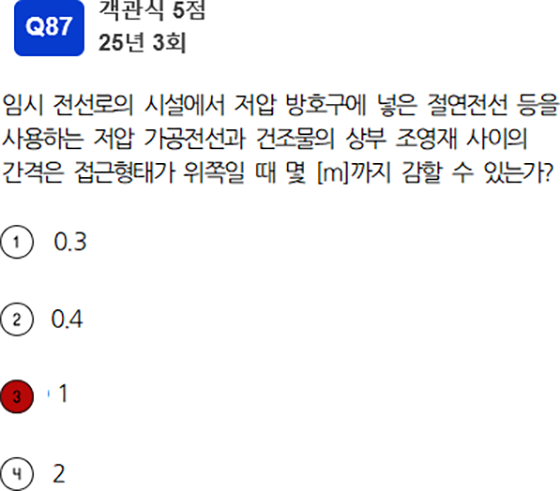 Q87
객관식 5점
25년 3회
임시 전선로의 시설에서 저압 방호구에 넣은 절연전선 등을
사용하는 저압 가공전선과 건조물의 상부 조영재 사이의
간격은 접근형태가 위쪽일 때 몇 [m]까지 감할 수 있는가?
1 0.3
2 0.4
3 1
4 2